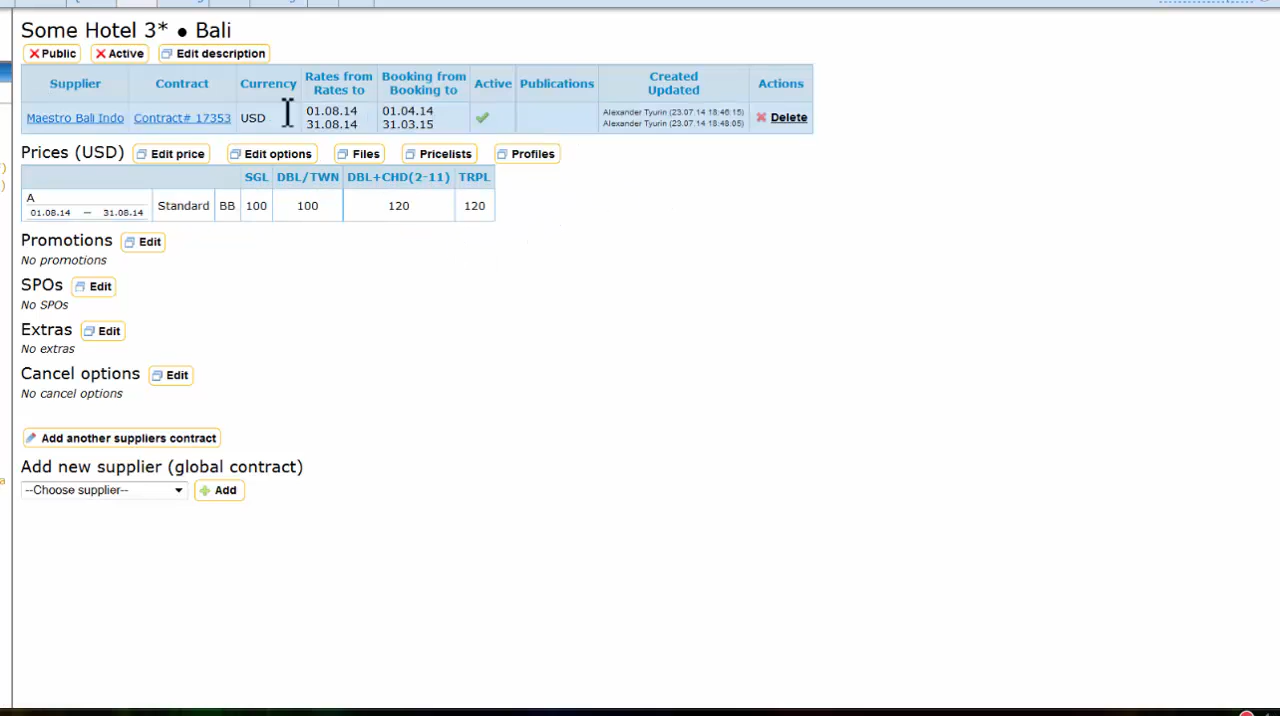 Some Hotel 3* ● Bali
Public Active Edit description
Supplier Contract Currency Rates from Rates to Booking from Booking to Active Publications Created Updated Actions
Maestro Bali Indo Contract# 17353 USD 01.08.14 31.08.14 01.04.14 31.03.15 Alexander Tyurin (23.07.14 18:46:15) Alexander Tyurin (23.07.14 18:48:05) Delete
Prices (USD) Edit price Edit options Files Pricelists Profiles
SGL DBL/TWN DBL+CHD(2-11) TRPL
A 01.08.14 — 31.08.14 Standard BB 100 100 120 120
Promotions Edit
No promotions
SPOs Edit
No SPOs
Extras Edit
No extras
Cancel options Edit
No cancel options
Add another suppliers contract
Add new supplier (global contract)
--Choose supplier-- Add